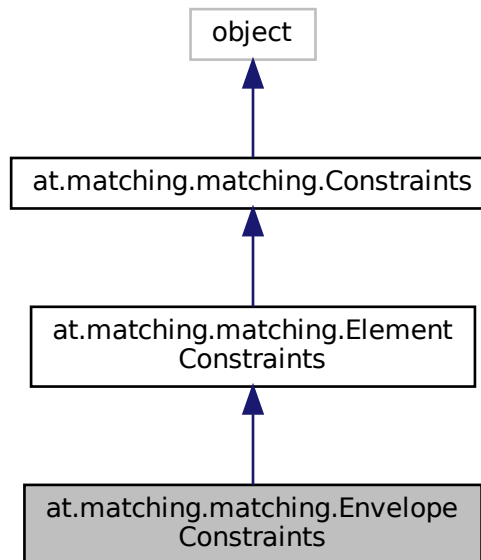 object
at.matching.matching.Constraints
at.matching.matching.Element
Constraints
at.matching.matching.Envelope
Constraints